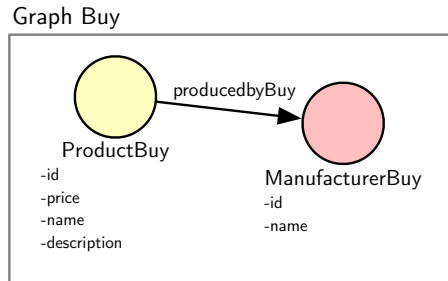 Graph Buy
producedbyBuy
ProductBuy
-id
-price
-name
-description
ManufacturerBuy
-id
-name